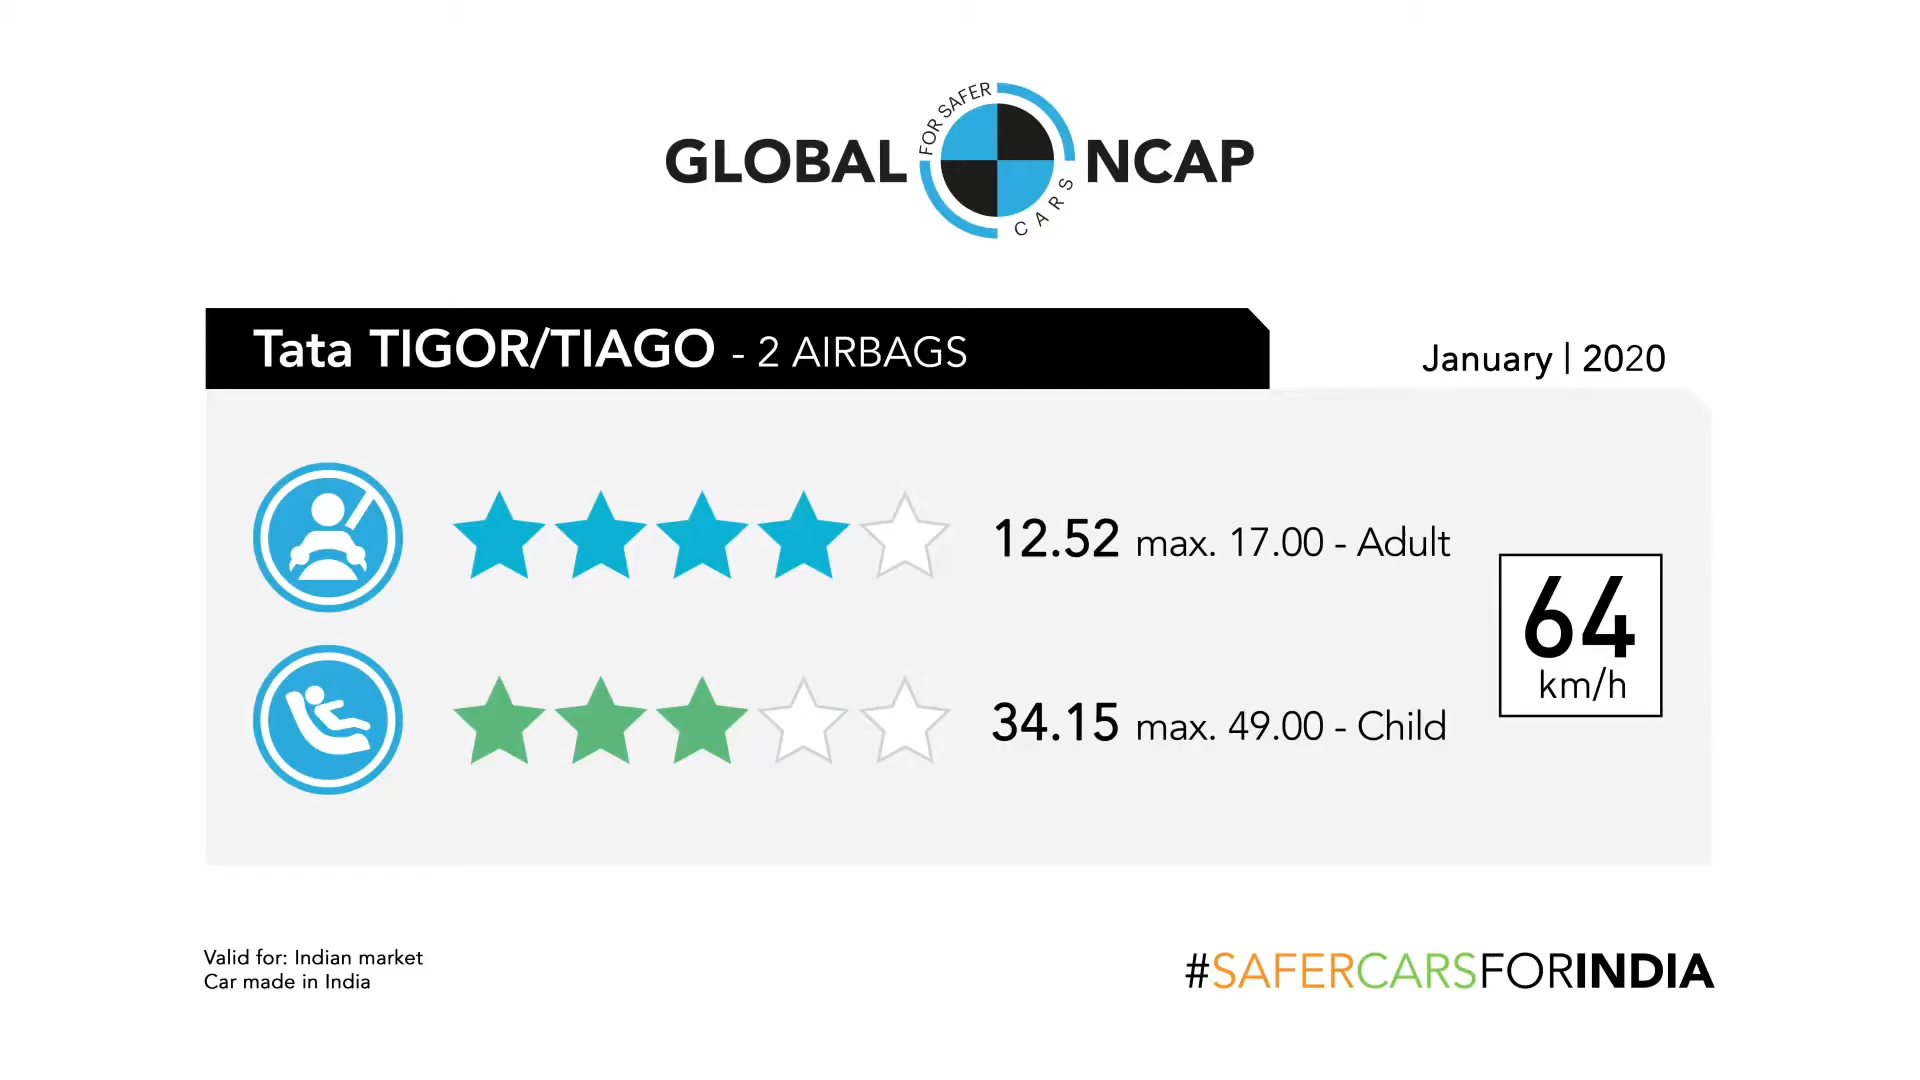 GLOBAL NCAP
FOR SAFER
CARS
Tata TIGOR/TIAGO - 2 AIRBAGS
January | 2020
12.52 max. 17.00 - Adult
34.15 max. 49.00 - Child
64
km/h
Valid for: Indian market
Car made in India
#SAFERCARSFORINDIA